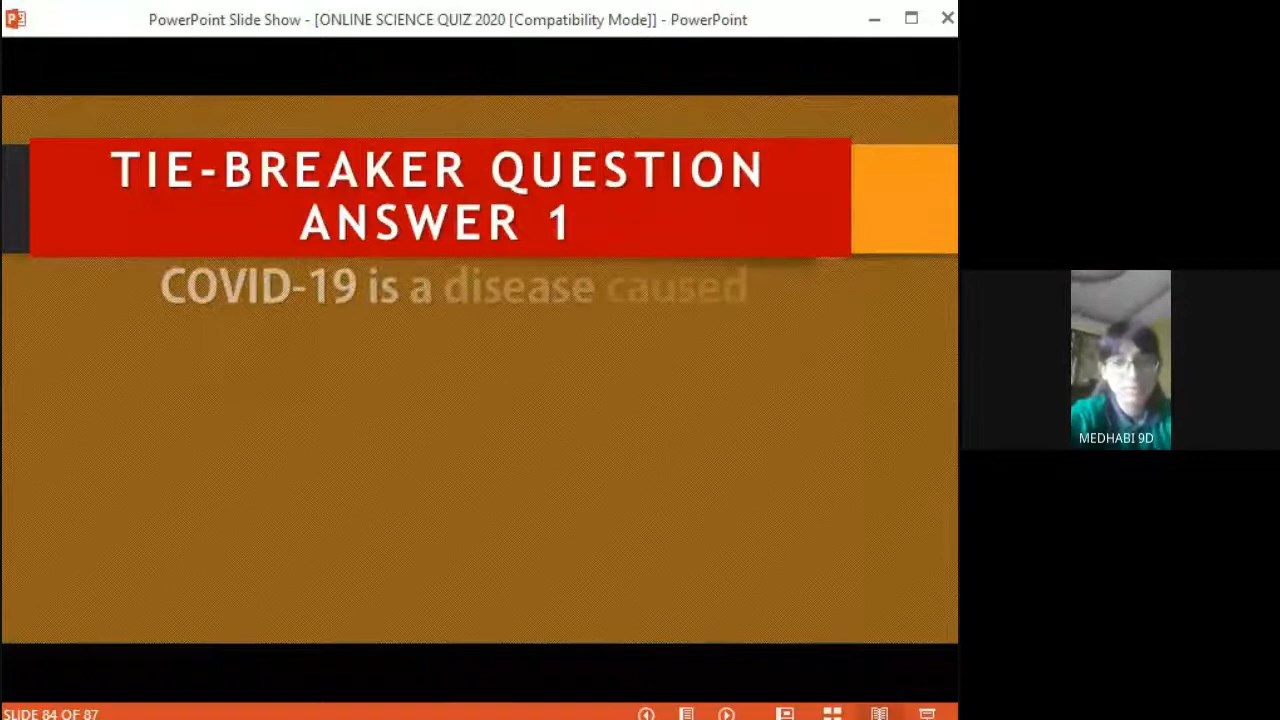 PowerPoint Slide Show - [ONLINE SCIENCE QUIZ 2020 [Compatibility Mode]] - PowerPoint
TIE-BREAKER QUESTION
ANSWER 1
COVID-19 is a disease caused
MEDHABI 9D
SLIDE 84 OF 87